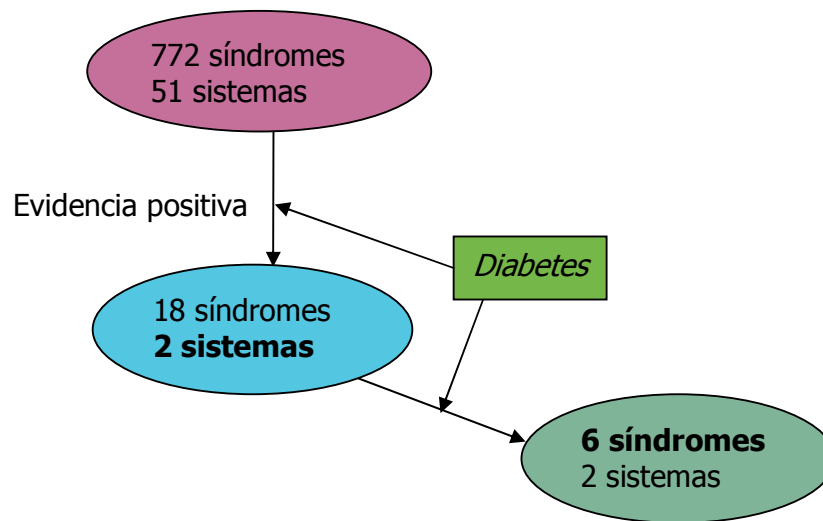 772 síndromes
51 sistemas
Evidencia positiva
Diabetes
18 síndromes
2 sistemas
6 síndromes
2 sistemas